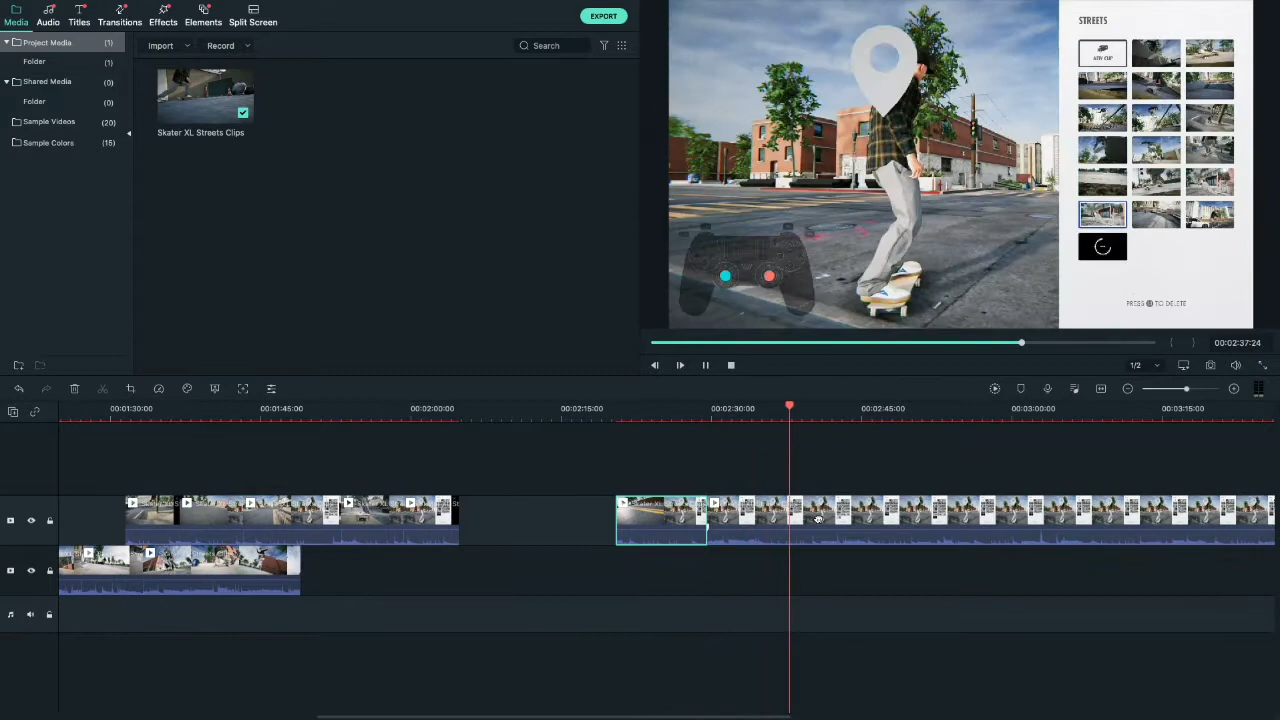 Media Audio Titles Transitions Effects Elements Split Screen
EXPORT
Project Media (1)
Folder (1)
Shared Media (0)
Folder (0)
Sample Videos (20)
Sample Colors (15)
Import Record Search
Skater XL Streets Clips
STREETS
NEW CLIP
PRESS TO DELETE
00:02:37:24
1/2
00:01:30:00 00:01:45:00 00:02:00:00 00:02:15:00 00:02:30:00 00:02:45:00 00:03:00:00 00:03:15:00